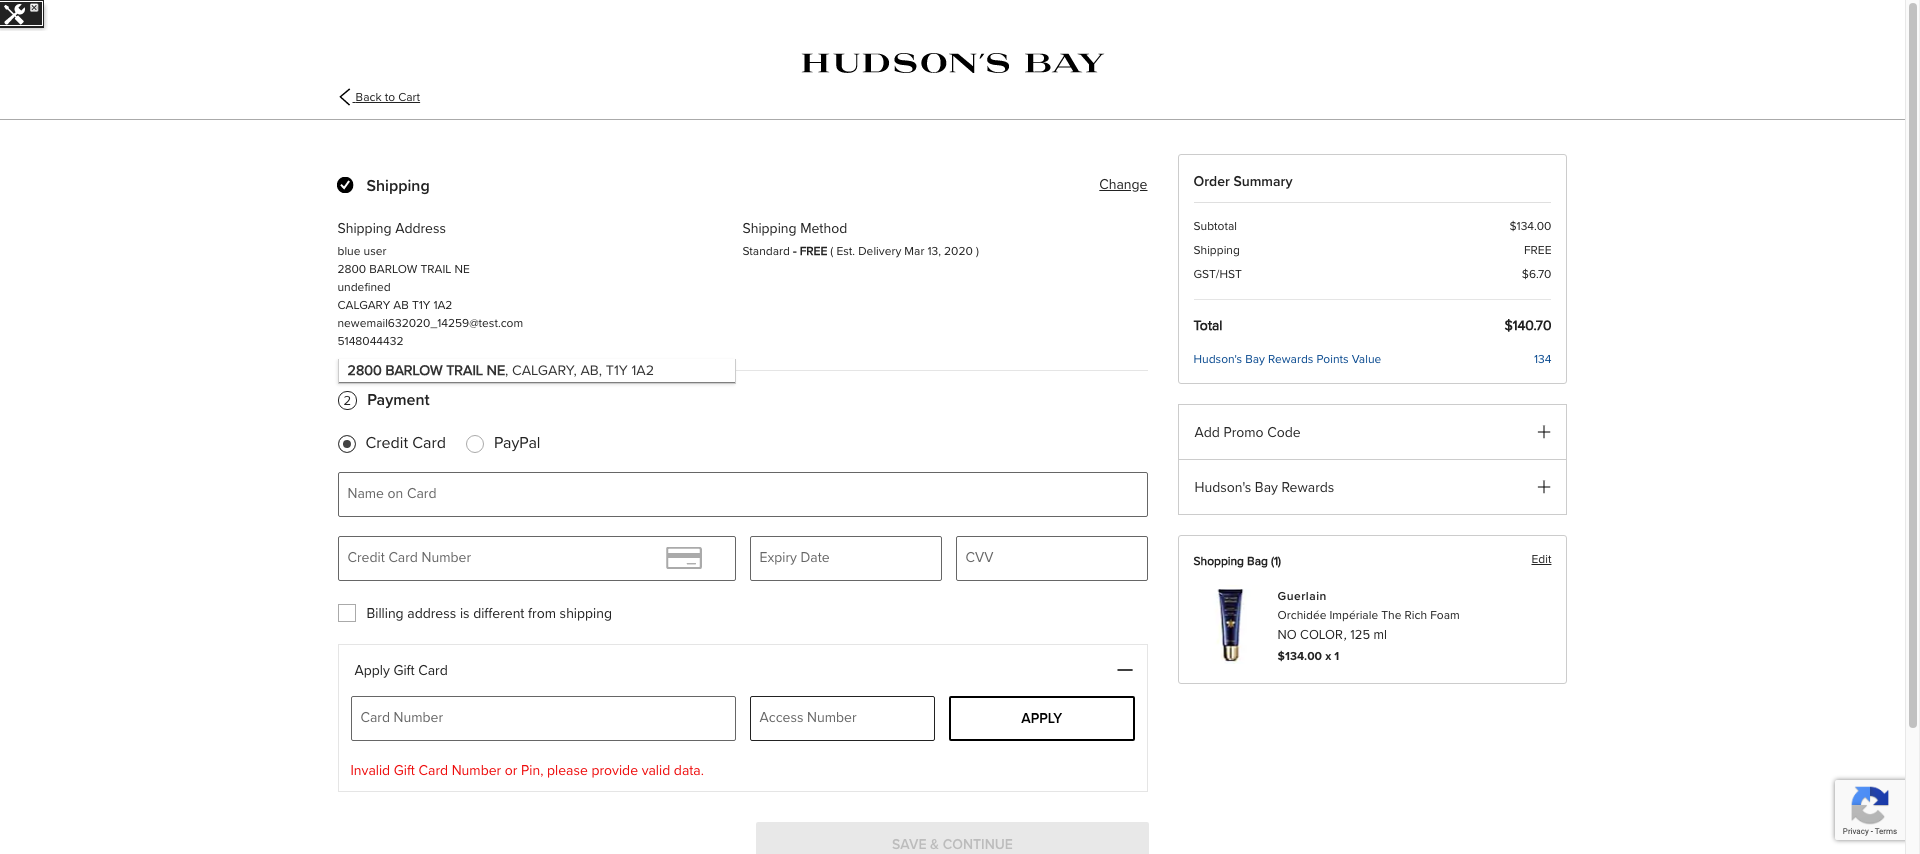 HUDSON'S BAY
Back to Cart
Shipping
Change
Shipping Address
blue user
2800 BARLOW TRAIL NE
undefined
CALGARY AB T1Y 1A2
newemail632020_14259@test.com
5148044432
Shipping Method
Standard - FREE ( Est. Delivery Mar 13, 2020 )
2800 BARLOW TRAIL NE, CALGARY, AB, T1Y 1A2
2 Payment
Credit Card
PayPal
Name on Card
Credit Card Number
Expiry Date
CVV
Billing address is different from shipping
Apply Gift Card
Card Number
Access Number
APPLY
Invalid Gift Card Number or Pin, please provide valid data.
SAVE & CONTINUE
Order Summary
Subtotal $134.00
Shipping FREE
GST/HST $6.70
Total $140.70
Hudson's Bay Rewards Points Value 134
Add Promo Code
Hudson's Bay Rewards
Shopping Bag (1)
Edit
Guerlain
Orchidée Impériale The Rich Foam
NO COLOR, 125 ml
$134.00 x 1
Privacy - Terms